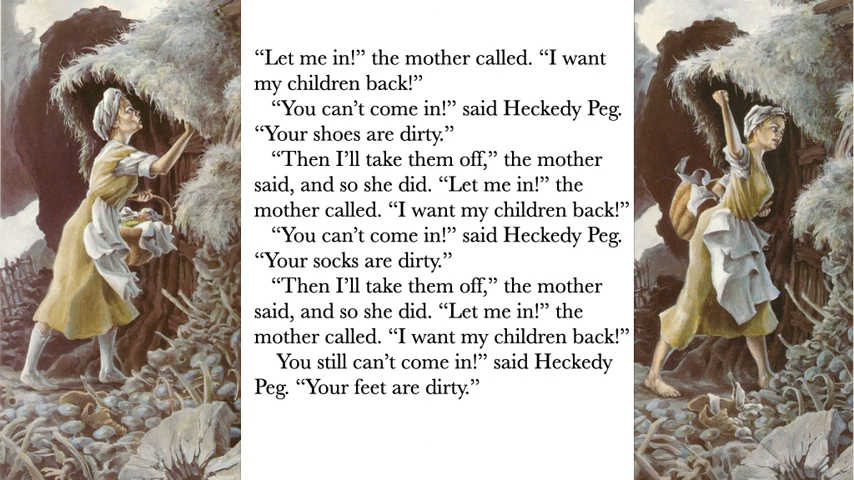 “Let me in!” the mother called. “I want
my children back!”
“You can’t come in!” said Heckedy Peg.
“Your shoes are dirty.”
“Then I’ll take them off,” the mother
said, and so she did. “Let me in!” the
mother called. “I want my children back!”
“You can’t come in!” said Heckedy Peg.
“Your socks are dirty.”
“Then I’ll take them off,” the mother
said, and so she did. “Let me in!” the
mother called. “I want my children back!”
You still can’t come in!” said Heckedy
Peg. “Your feet are dirty.”